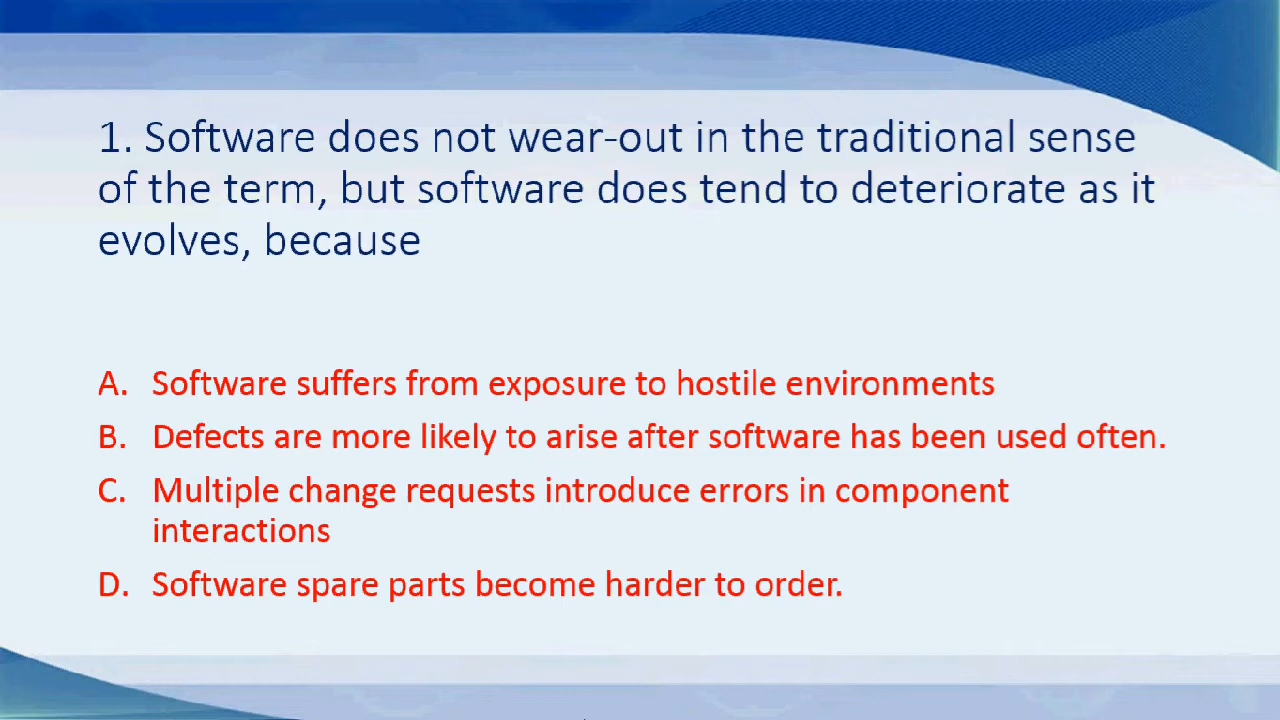 1. Software does not wear-out in the traditional sense
of the term, but software does tend to deteriorate as it
evolves, because
A. Software suffers from exposure to hostile environments
B. Defects are more likely to arise after software has been used often.
C. Multiple change requests introduce errors in component
interactions
D. Software spare parts become harder to order.